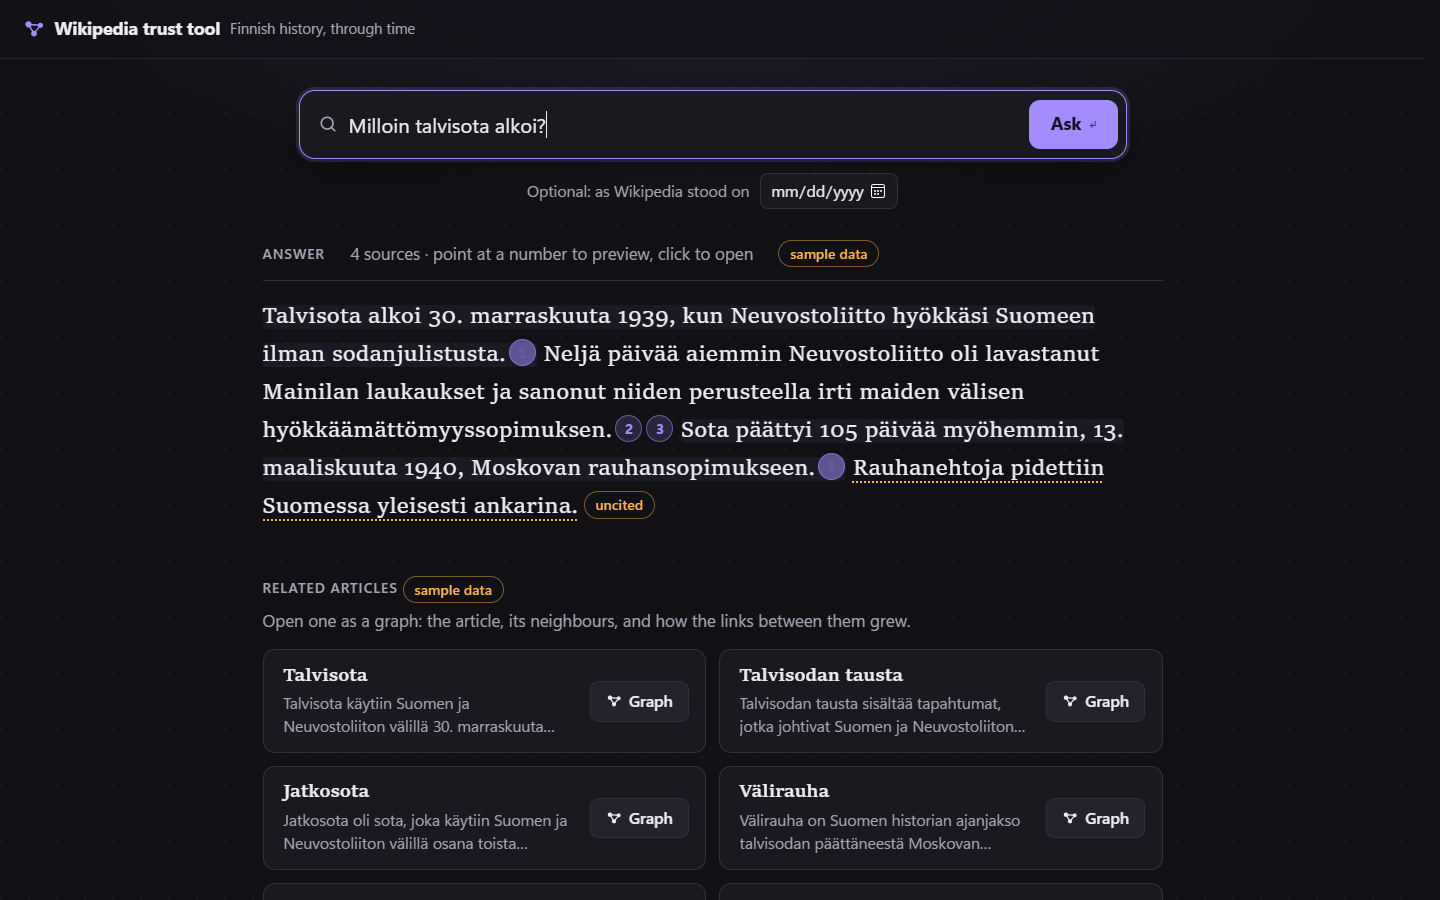 Wikipedia trust tool Finnish history, through time
Milloin talvisota alkoi?
Ask
Optional: as Wikipedia stood on mm/dd/yyyy
ANSWER 4 sources · point at a number to preview, click to open sample data
Talvisota alkoi 30. marraskuuta 1939, kun Neuvostoliitto hyökkäsi Suomeen
ilman sodanjulistusta. 1 Neljä päivää aiemmin Neuvostoliitto oli lavastanut
Mainilan laukaukset ja sanonut niiden perusteella irti maiden välisen
hyökkäämättömyyssopimuksen. 2 3 Sota päättyi 105 päivää myöhemmin, 13.
maaliskuuta 1940, Moskovan rauhansopimukseen. 1 Rauhanehtoja pidettiin
Suomessa yleisesti ankarina. uncited
RELATED ARTICLES sample data
Open one as a graph: the article, its neighbours, and how the links between them grew.
Talvisota
Talvisota käytiin Suomen ja
Neuvostoliiton välillä 30. marraskuuta...
Graph
Talvisodan tausta
Talvisodan tausta sisältää tapahtumat,
jotka johtivat Suomen ja Neuvostoliiton...
Graph
Jatkosota
Jatkosota oli sota, joka käytiin Suomen ja
Neuvostoliiton välillä osana toista...
Graph
Välirauha
Välirauha on Suomen historian ajanjakso
talvisodan päättäneestä Moskovan...
Graph